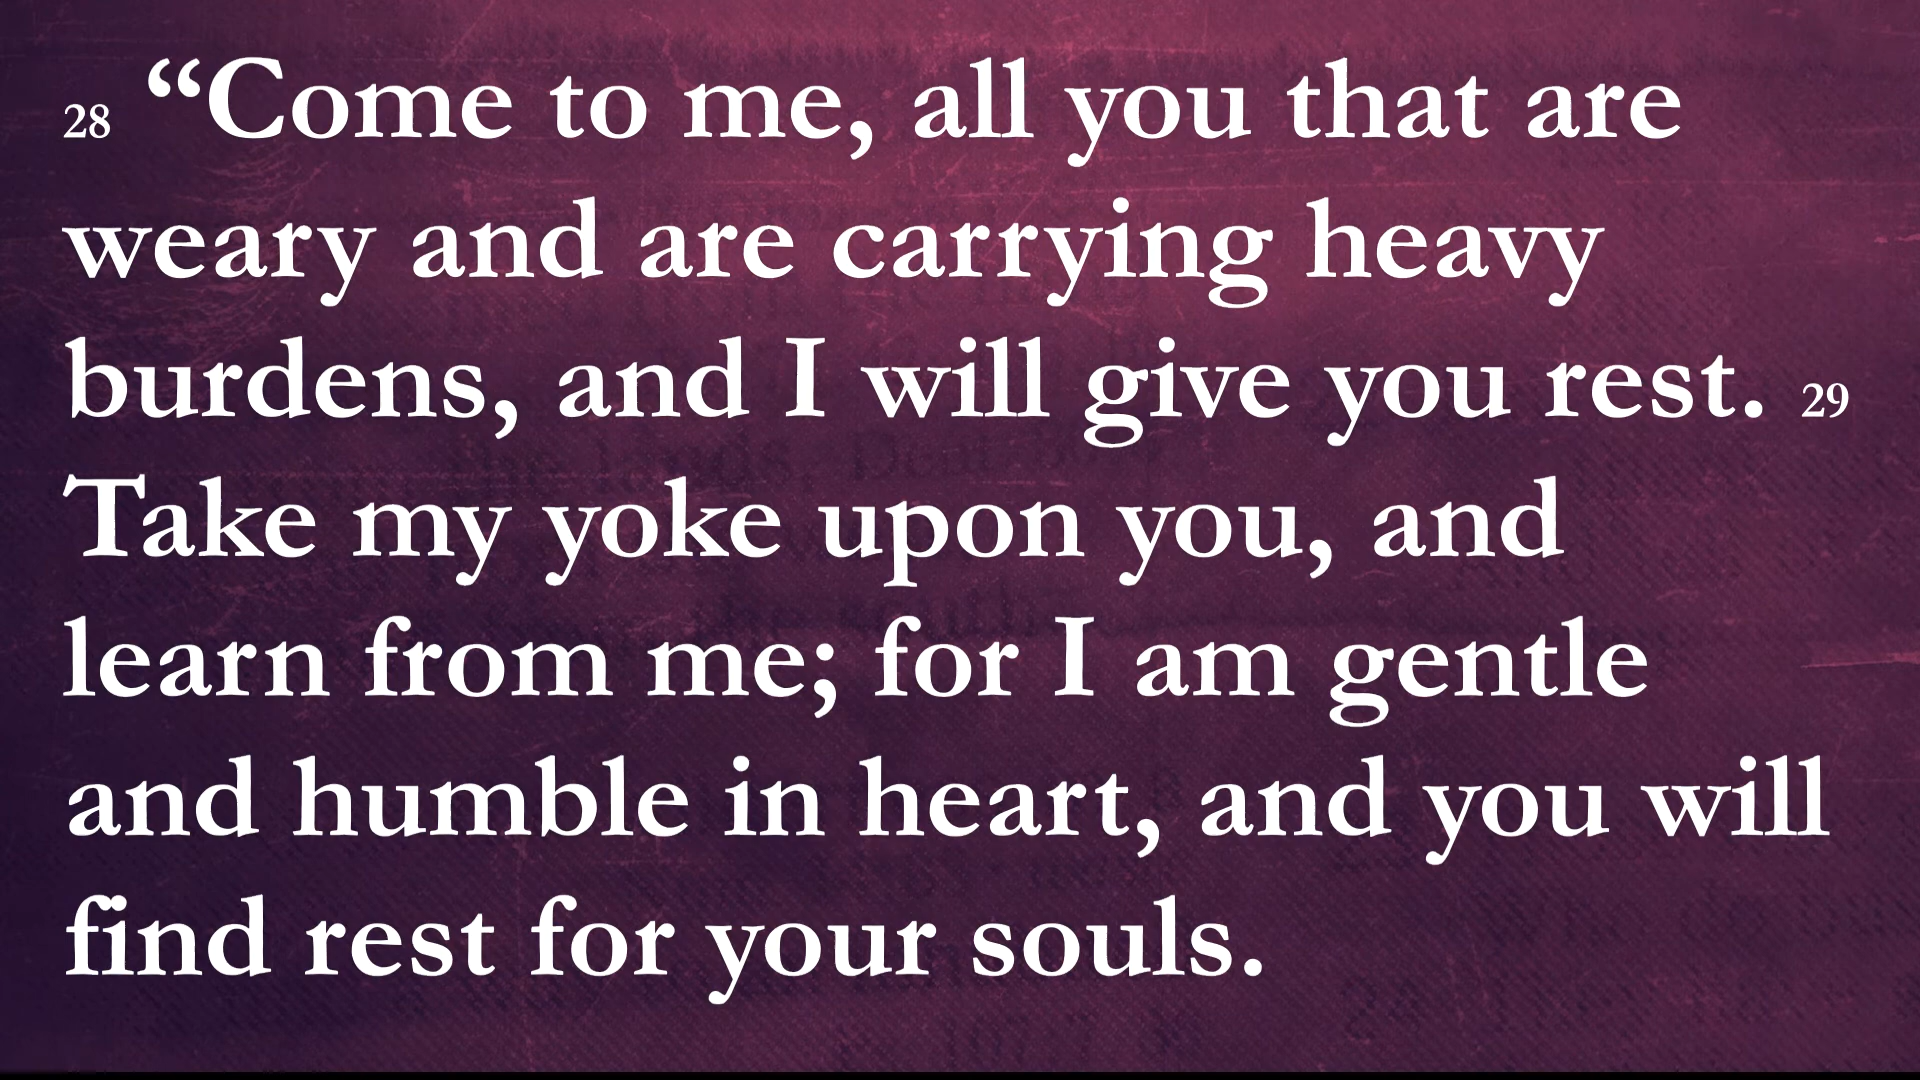 28 “Come to me, all you that are
weary and are carrying heavy
burdens, and I will give you rest. 29
Take my yoke upon you, and
learn from me; for I am gentle
and humble in heart, and you will
find rest for your souls.